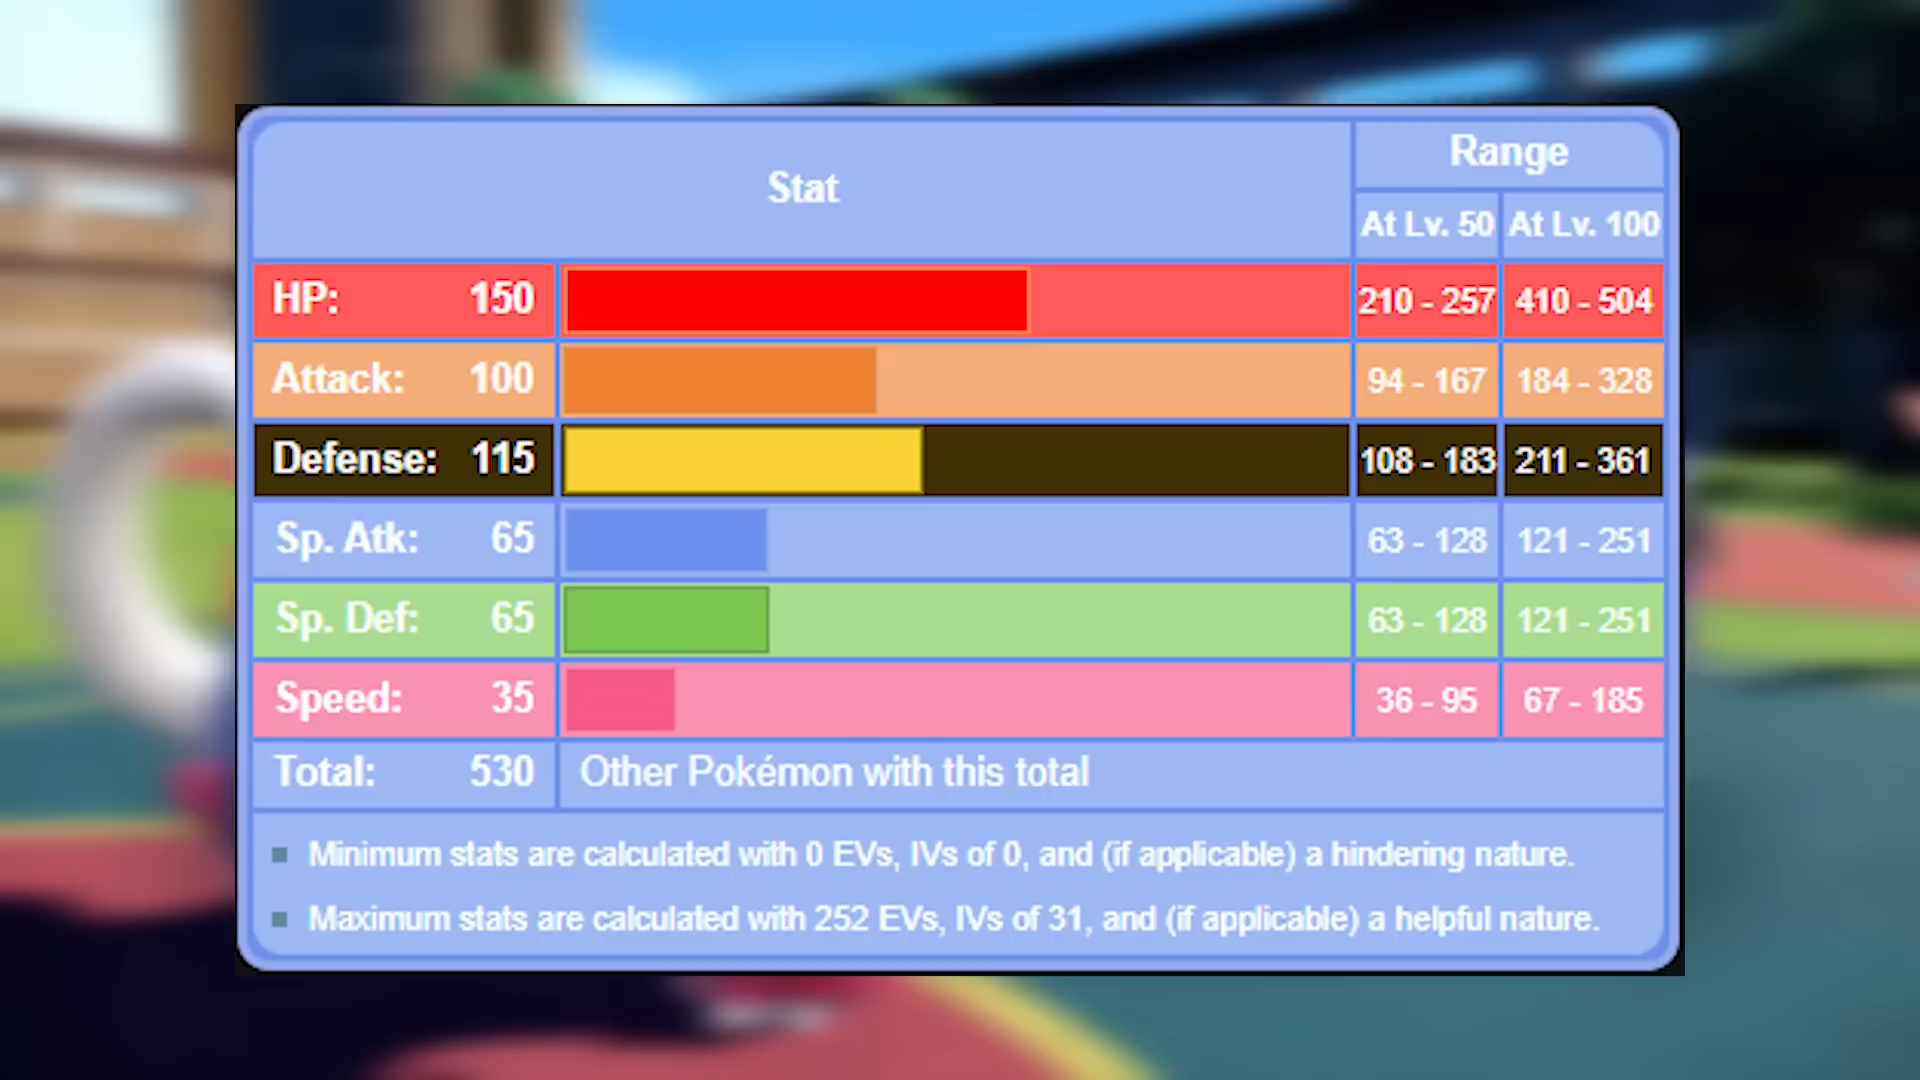 Stat
Range
At Lv. 50 At Lv. 100
HP: 150 210 - 257 410 - 504
Attack: 100 94 - 167 184 - 328
Defense: 115 108 - 183 211 - 361
Sp. Atk: 65 63 - 128 121 - 251
Sp. Def: 65 63 - 128 121 - 251
Speed: 35 36 - 95 67 - 185
Total: 530 Other Pokémon with this total
Minimum stats are calculated with 0 EVs, IVs of 0, and (if applicable) a hindering nature.
Maximum stats are calculated with 252 EVs, IVs of 31, and (if applicable) a helpful nature.